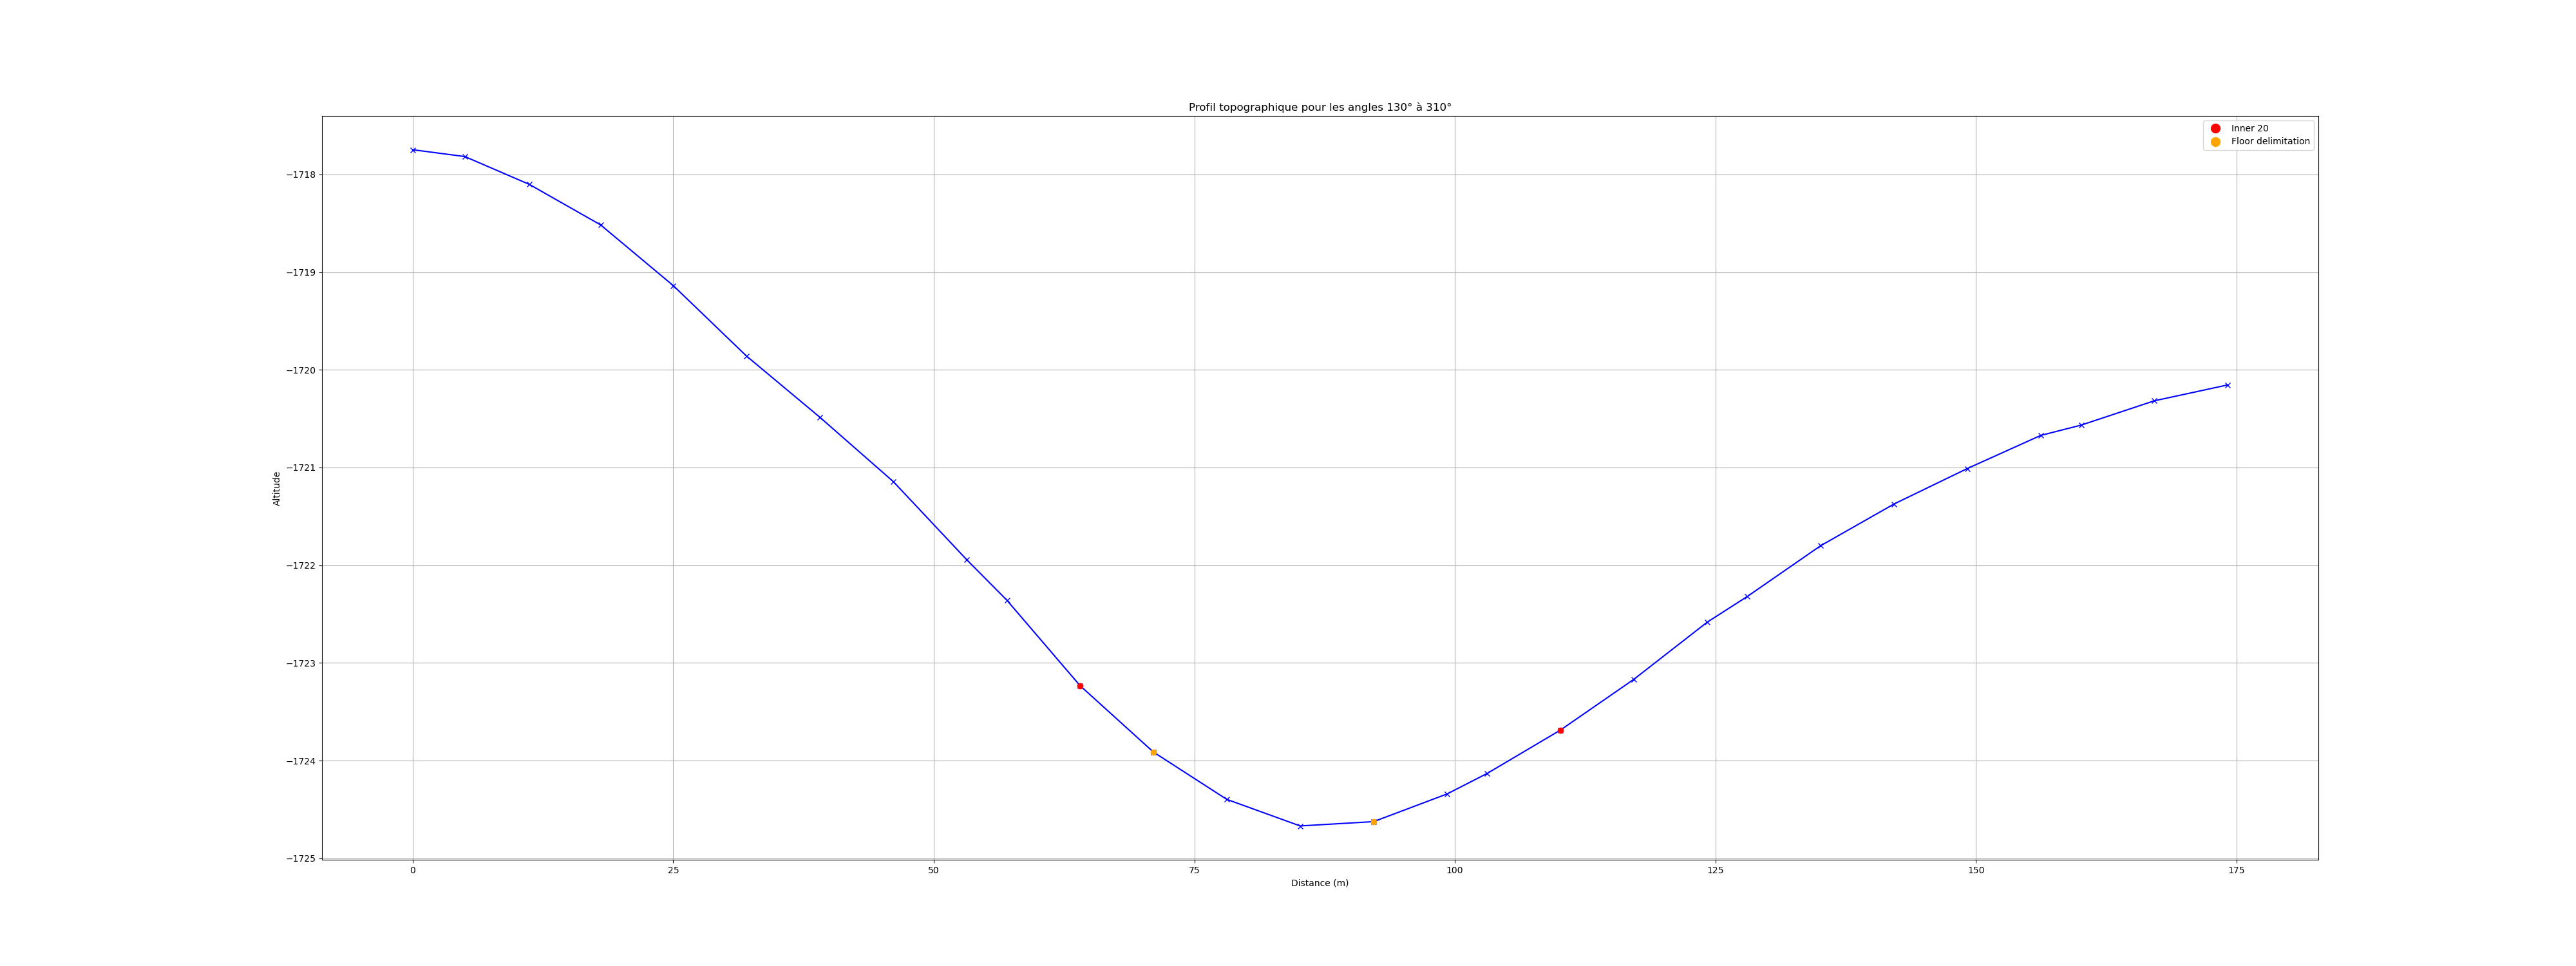 Profil topographique pour les angles 130° à 310°
Inner 20
Floor delimitation
−1718
−1719
−1720
−1721
−1722
−1723
−1724
−1725
Altitude
0 25 50 75 100 125 150 175
Distance (m)